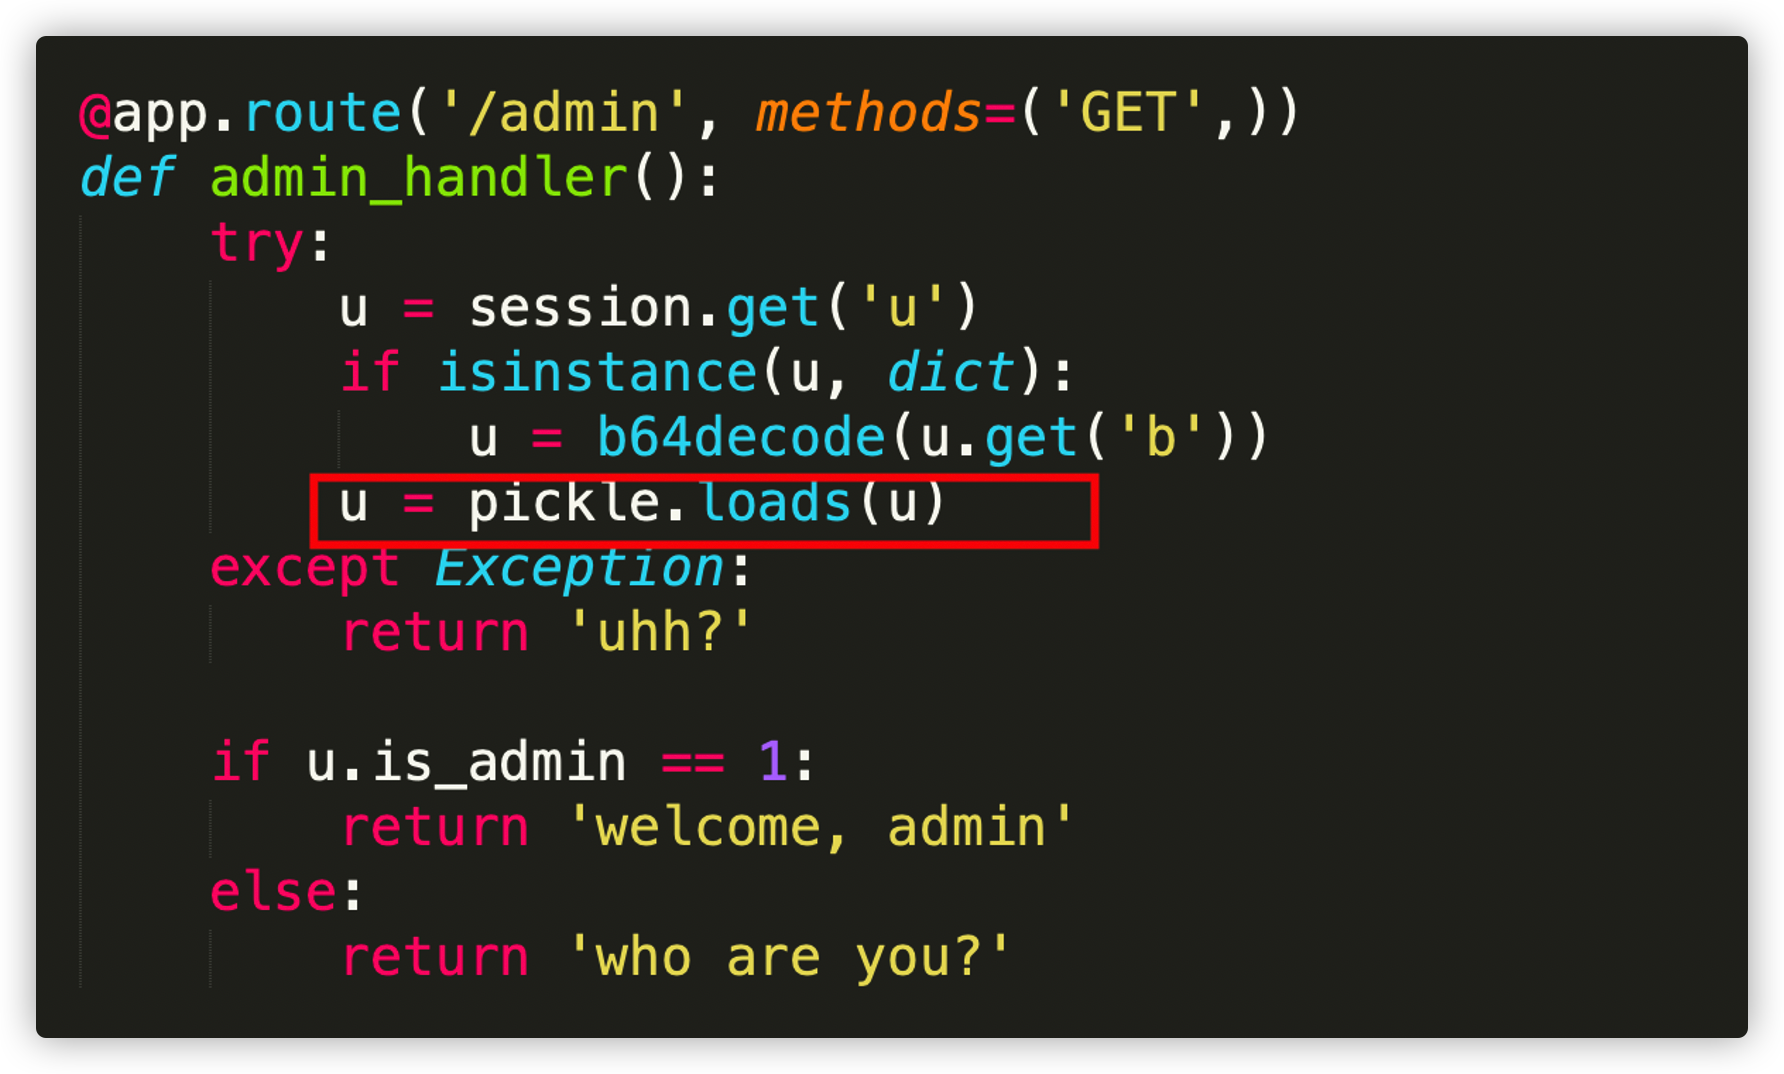 @app.route('/admin', methods=('GET',))
def admin_handler():
    try:
        u = session.get('u')
        if isinstance(u, dict):
            u = b64decode(u.get('b'))
        u = pickle.loads(u)
    except Exception:
        return 'uhh?'

    if u.is_admin == 1:
        return 'welcome, admin'
    else:
        return 'who are you?'